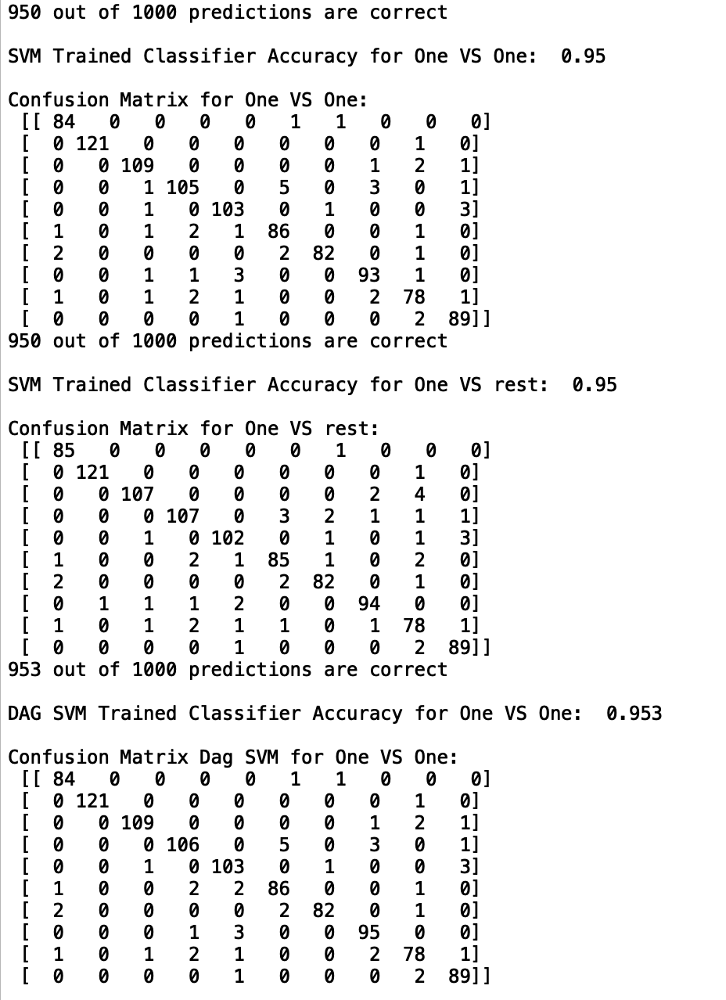 950 out of 1000 predictions are correct
SVM Trained Classifier Accuracy for One VS One:  0.95
Confusion Matrix for One VS One:
 [[ 84   0   0   0   0   1   1   0   0   0]
 [  0 121   0   0   0   0   0   0   1   0]
 [  0   0 109   0   0   0   0   1   2   1]
 [  0   0   1 105   0   5   0   3   0   1]
 [  0   0   1   0 103   0   1   0   0   3]
 [  1   0   1   2   1  86   0   0   1   0]
 [  2   0   0   0   0   2  82   0   1   0]
 [  0   0   1   1   3   0   0  93   1   0]
 [  1   0   1   2   1   0   0   2  78   1]
 [  0   0   0   0   1   0   0   0   2  89]]
950 out of 1000 predictions are correct
SVM Trained Classifier Accuracy for One VS rest:  0.95
Confusion Matrix for One VS rest:
 [[ 85   0   0   0   0   0   1   0   0   0]
 [  0 121   0   0   0   0   0   0   1   0]
 [  0   0 107   0   0   0   0   2   4   0]
 [  0   0   0 107   0   3   2   1   1   1]
 [  0   0   1   0 102   0   1   0   1   3]
 [  1   0   0   2   1  85   1   0   2   0]
 [  2   0   0   0   0   2  82   0   1   0]
 [  0   1   1   1   2   0   0  94   0   0]
 [  1   0   1   2   1   1   0   1  78   1]
 [  0   0   0   0   1   0   0   0   2  89]]
953 out of 1000 predictions are correct
DAG SVM Trained Classifier Accuracy for One VS One:  0.953
Confusion Matrix Dag SVM for One VS One:
 [[ 84   0   0   0   0   1   1   0   0   0]
 [  0 121   0   0   0   0   0   0   1   0]
 [  0   0 109   0   0   0   0   1   2   1]
 [  0   0   0 106   0   5   0   3   0   1]
 [  0   0   1   0 103   0   1   0   0   3]
 [  1   0   0   2   2  86   0   0   1   0]
 [  2   0   0   0   0   2  82   0   1   0]
 [  0   0   0   1   3   0   0  95   0   0]
 [  1   0   1   2   1   0   0   2  78   1]
 [  0   0   0   0   1   0   0   0   2  89]]